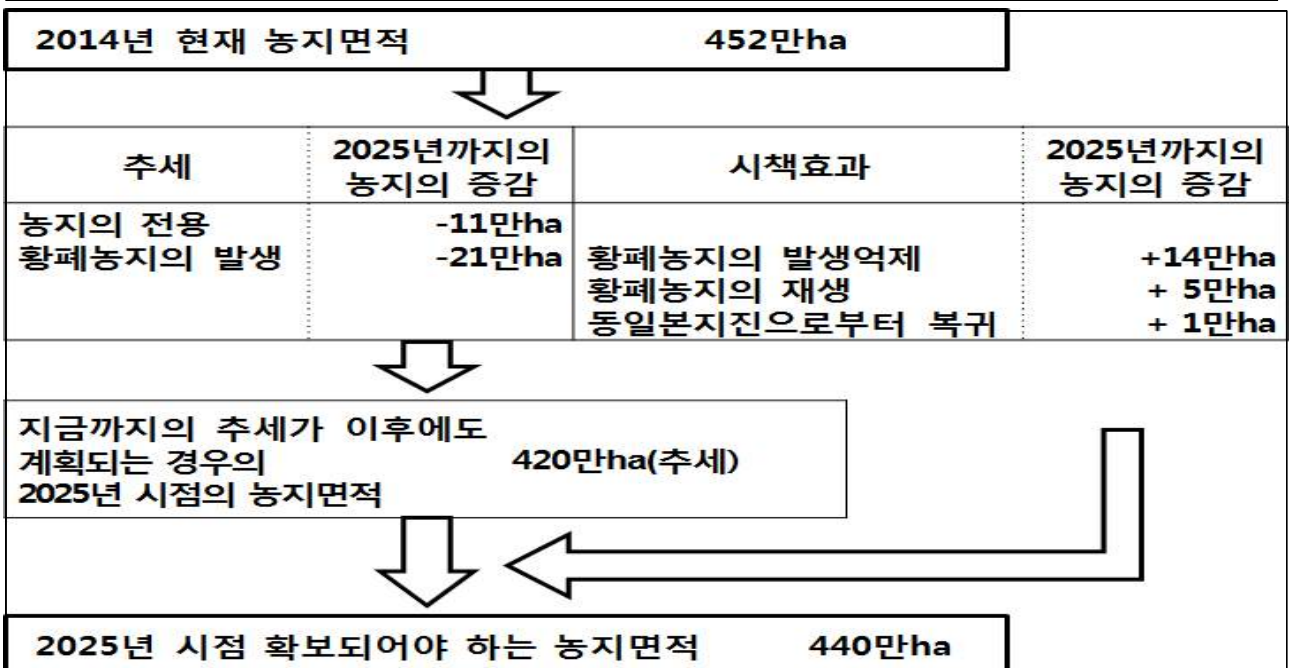 2014년 현재 농지면적 452만ha
추세 2025년까지의 농지의 증감 시책효과 2025년까지의 농지의 증감
농지의 전용 -11만ha
황폐농지의 발생 -21만ha 황폐농지의 발생억제 +14만ha
황폐농지의 재생 + 5만ha
동일본지진으로부터 복귀 + 1만ha
지금까지의 추세가 이후에도
계획되는 경우의 420만ha(추세)
2025년 시점의 농지면적
2025년 시점 확보되어야 하는 농지면적 440만ha